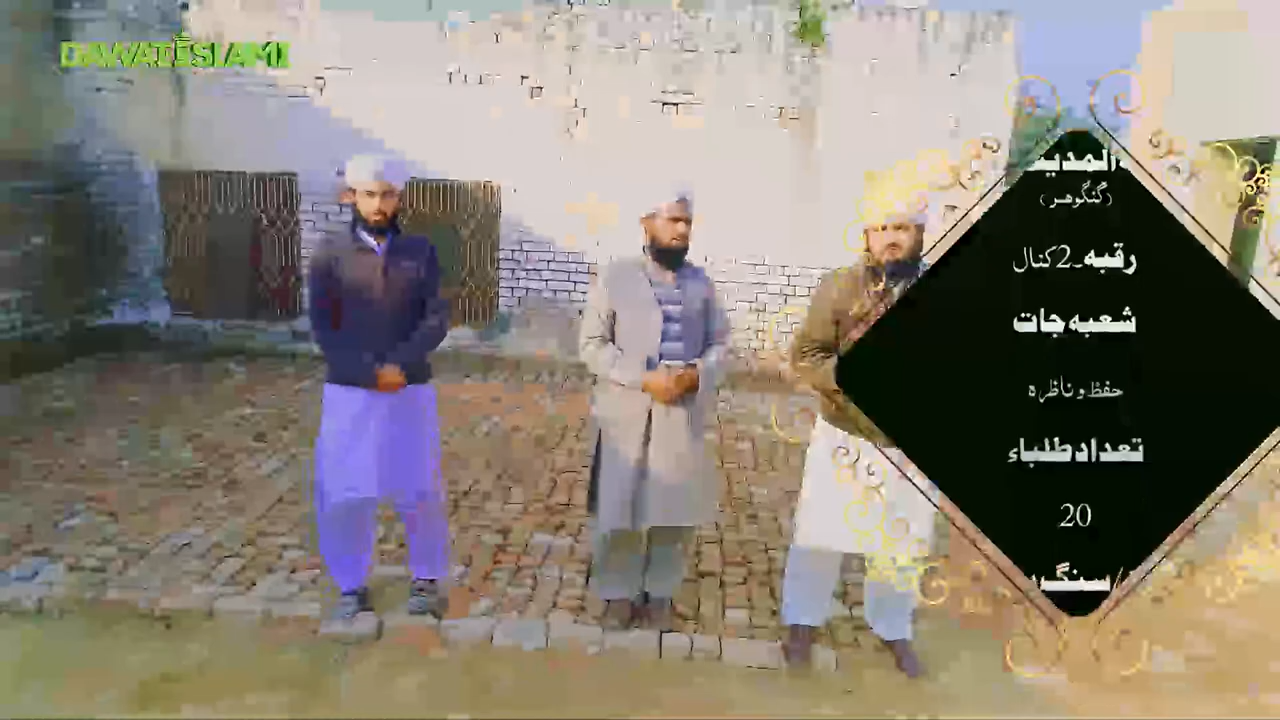 DAWATEISLAMI
(گنگوھر)
رقبہ۔2کنال
شعبہ جات
حفظ و ناظرہ
تعداد طلباء
20